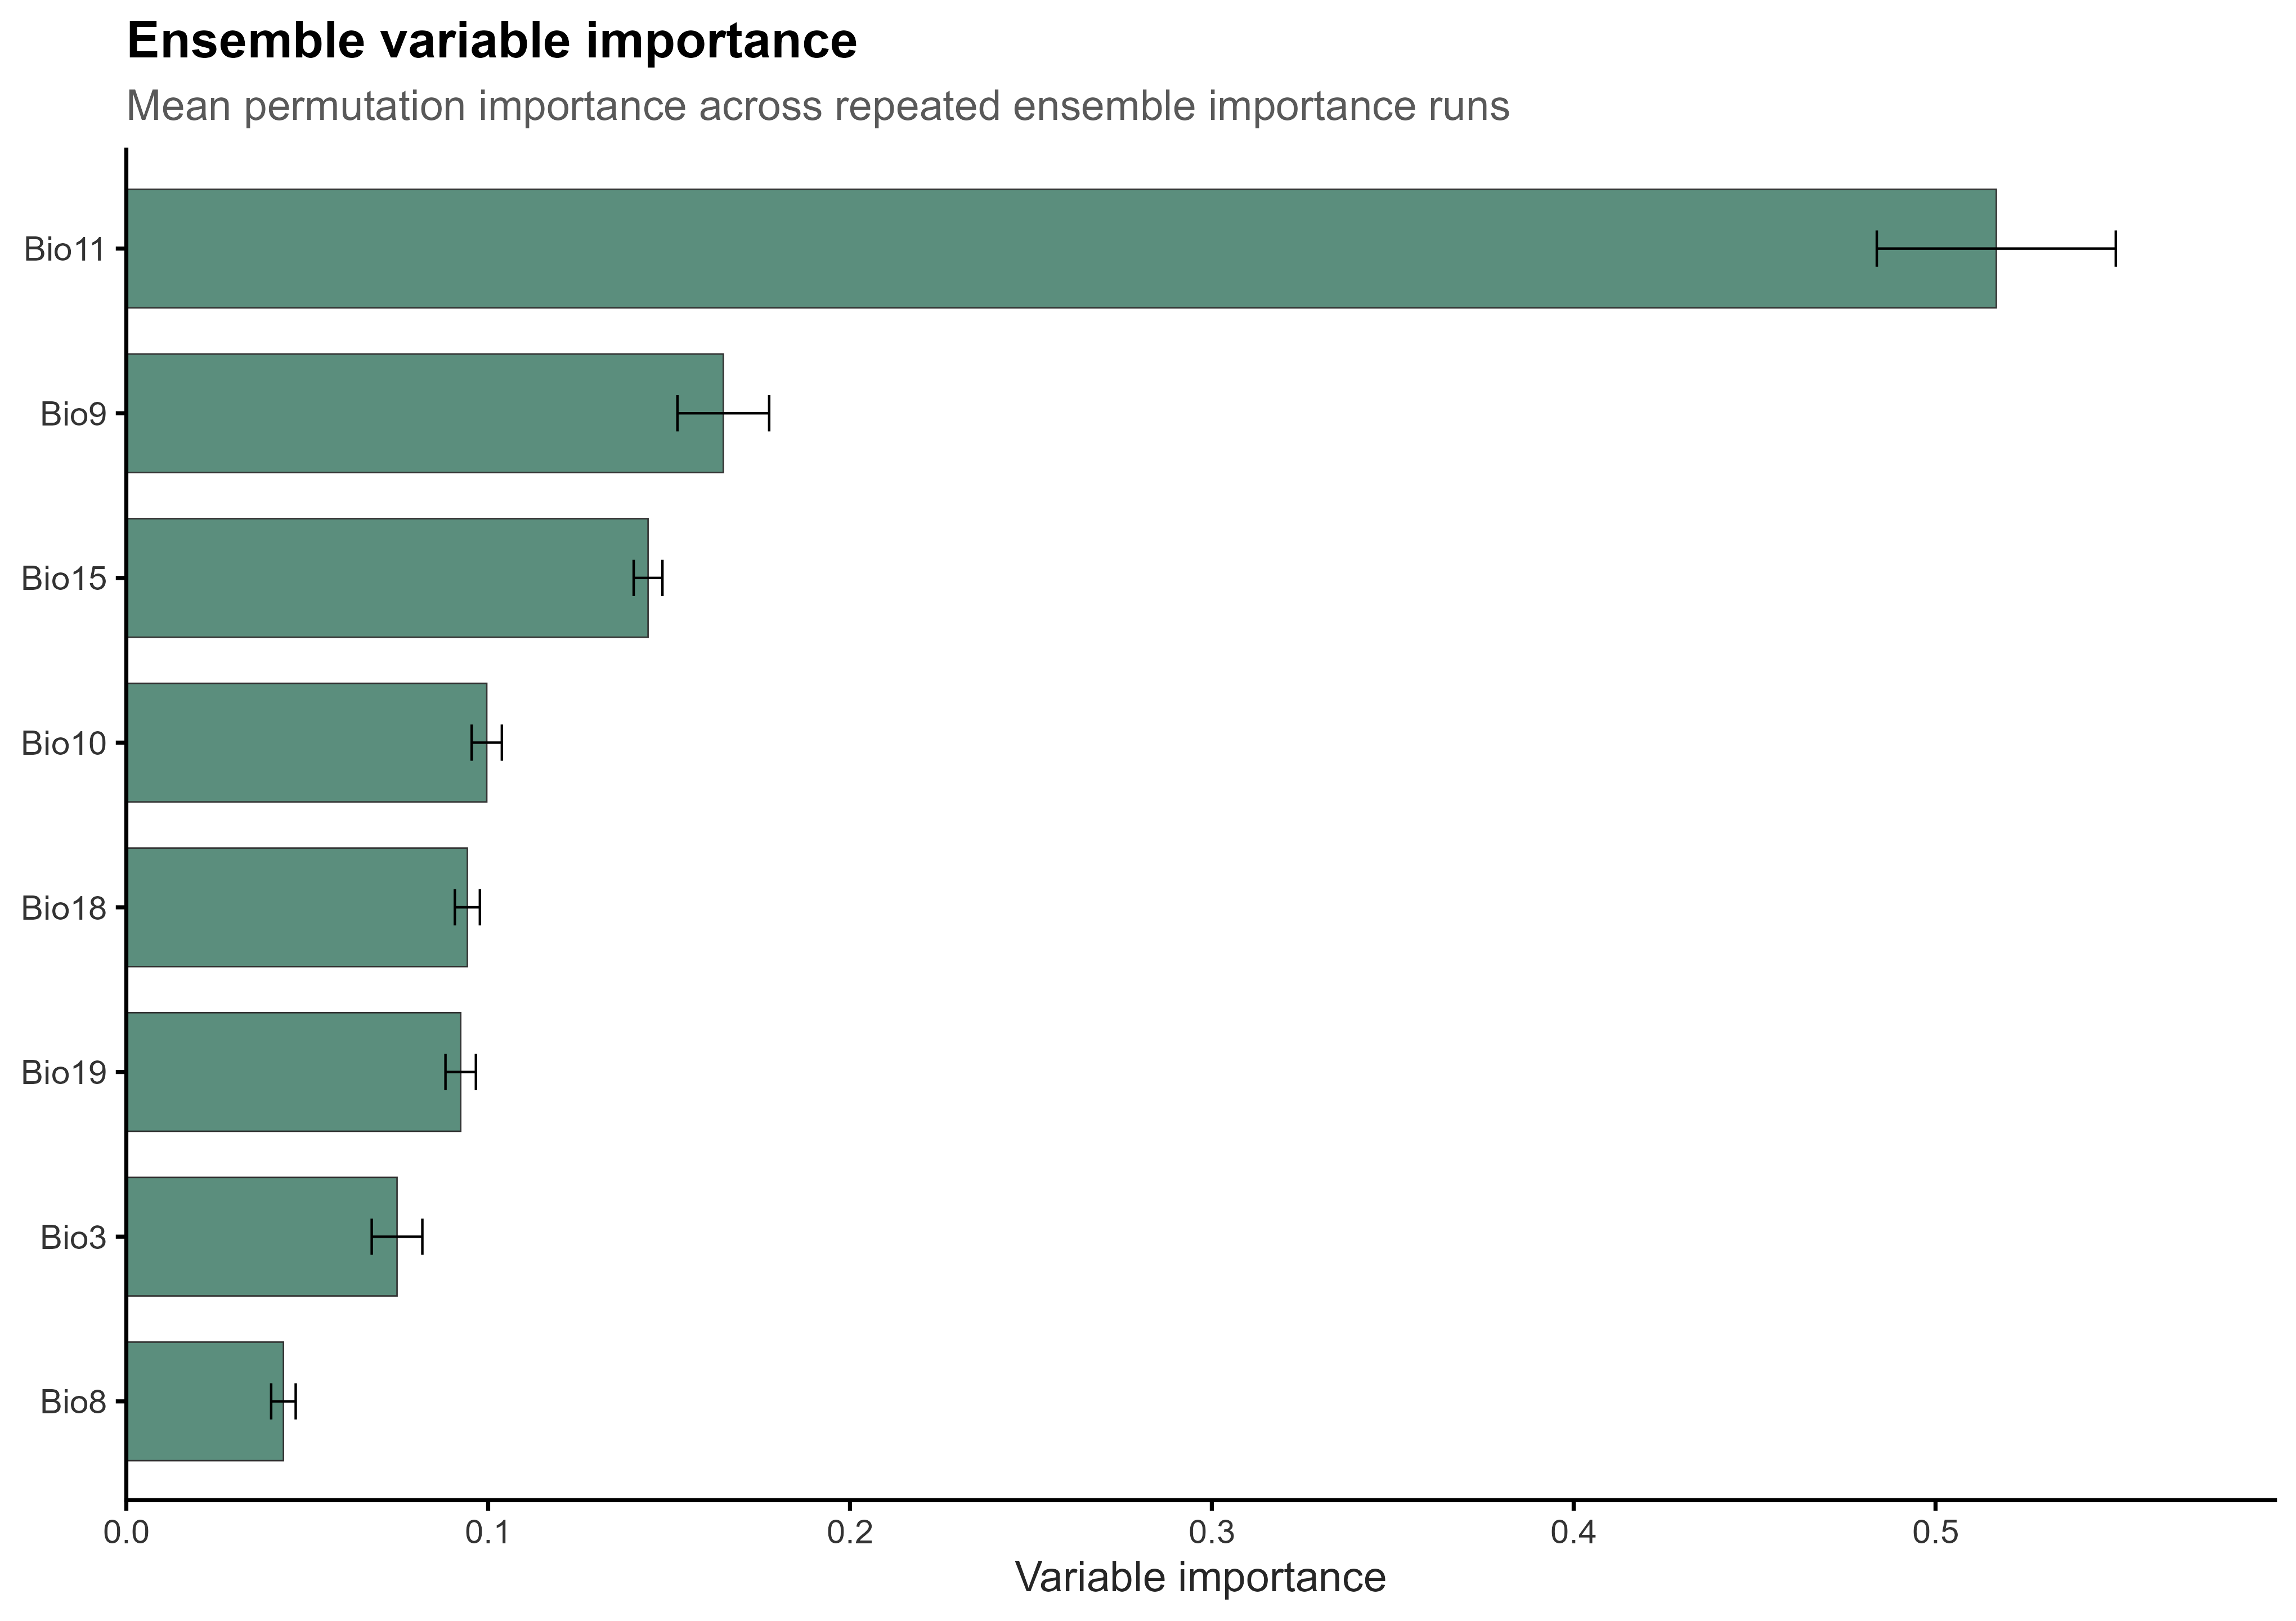 Ensemble variable importance
Mean permutation importance across repeated ensemble importance runs
Bio11
Bio9
Bio15
Bio10
Bio18
Bio19
Bio3
Bio8
0.0 0.1 0.2 0.3 0.4 0.5
Variable importance